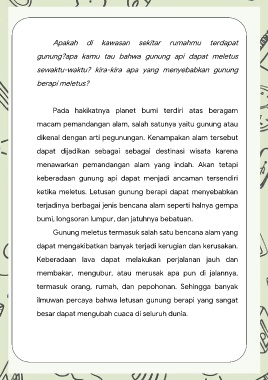 Apakah di kawasan sekitar rumahmu terdapat
gunung?apa kamu tau bahwa gunung api dapat meletus
sewaktu-waktu? kira-kira apa yang menyebabkan gunung
berapi meletus?
Pada hakikatnya planet bumi terdiri atas beragam
macam pemandangan alam, salah satunya yaitu gunung atau
dikenal dengan arti pegunungan. Kenampakan alam tersebut
dapat dijadikan sebagai sebagai destinasi wisata karena
menawarkan pemandangan alam yang indah. Akan tetapi
keberadaan gunung api dapat menjadi ancaman tersendiri
ketika meletus. Letusan gunung berapi dapat menyebabkan
terjadinya berbagai jenis bencana alam seperti halnya gempa
bumi, longsoran lumpur, dan jatuhnya bebatuan.
Gunung meletus termasuk salah satu bencana alam yang
dapat mengakibatkan banyak terjadi kerugian dan kerusakan.
Keberadaan lava dapat melakukan perjalanan jauh dan
membakar, mengubur, atau merusak apa pun di jalannya,
termasuk orang, rumah, dan pepohonan. Sehingga banyak
ilmuwan percaya bahwa letusan gunung berapi yang sangat
besar dapat mengubah cuaca di seluruh dunia.